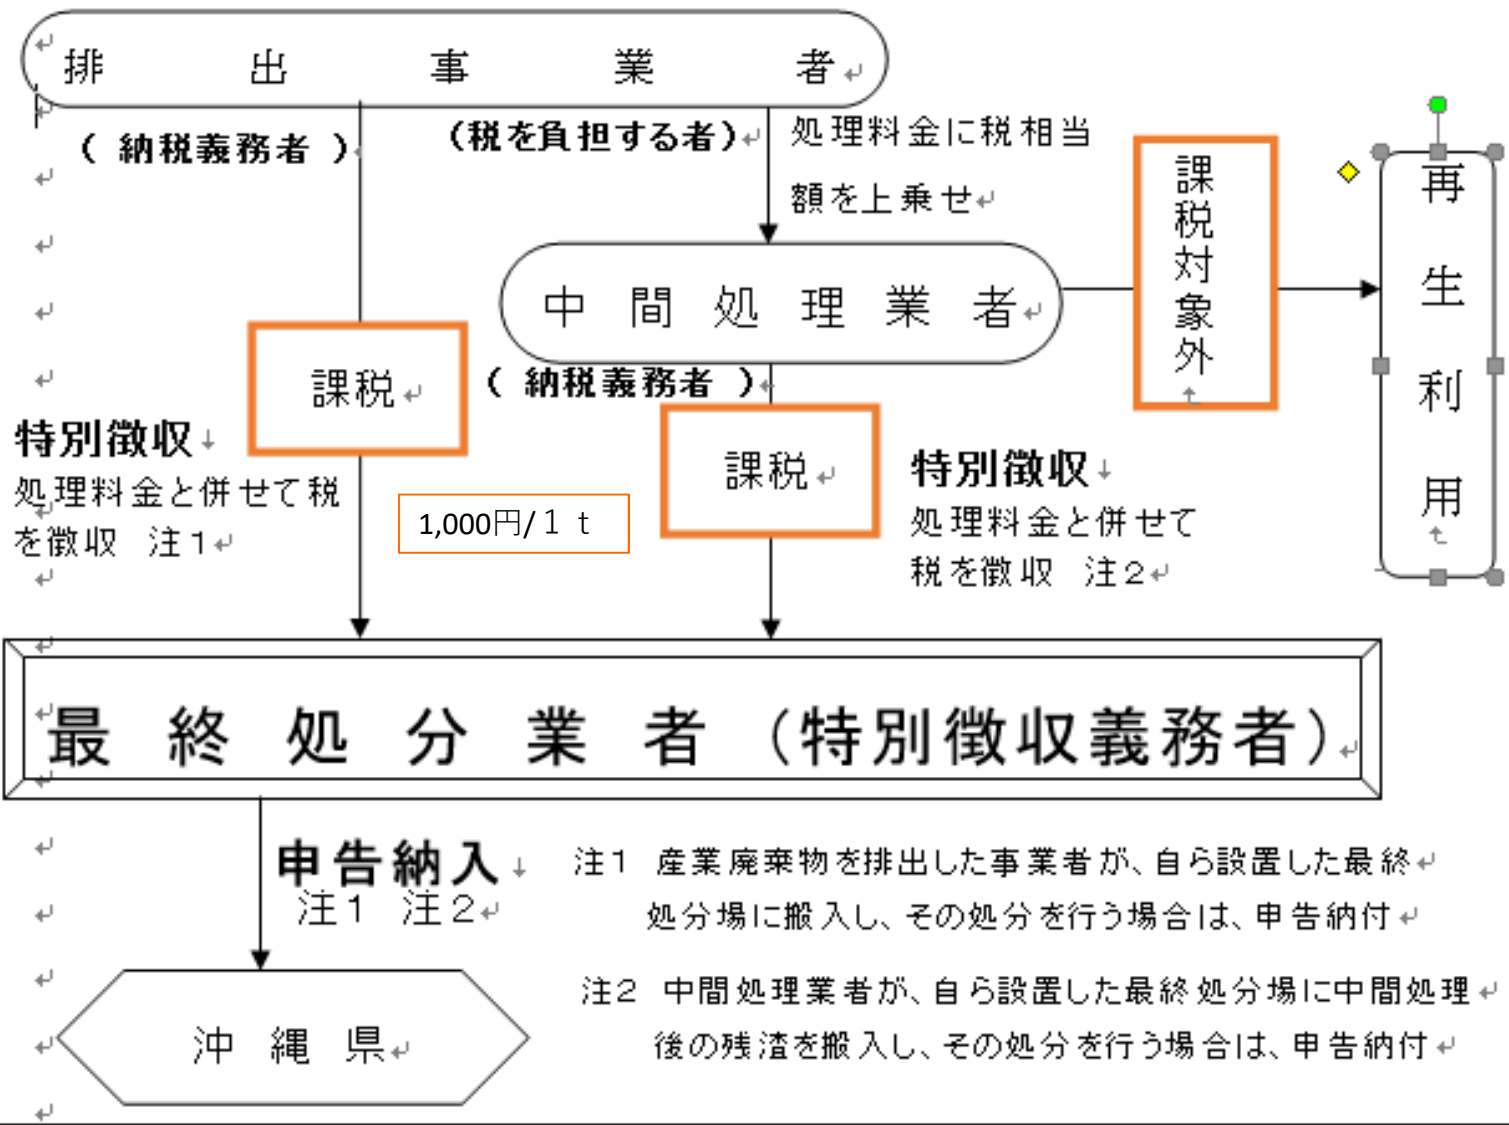 排出事業者
（ 納税義務者 ）
（税を負担する者）
処理料金に税相当
額を上乗せ
課税対象外
再生利用
中間処理業者
課税
（ 納税義務者 ）
特別徴収
処理料金と併せて税
を徴収　注１
1,000円/１ｔ
課税
特別徴収
処理料金と併せて
税を徴収　注２
最終処分業者（特別徴収義務者）
申告納入
注１　注２
注１　産業廃棄物を排出した事業者が、自ら設置した最終
処分場に搬入し、その処分を行う場合は、申告納付
注２　中間処理業者が、自ら設置した最終処分場に中間処理
後の残渣を搬入し、その処分を行う場合は、申告納付
沖縄県